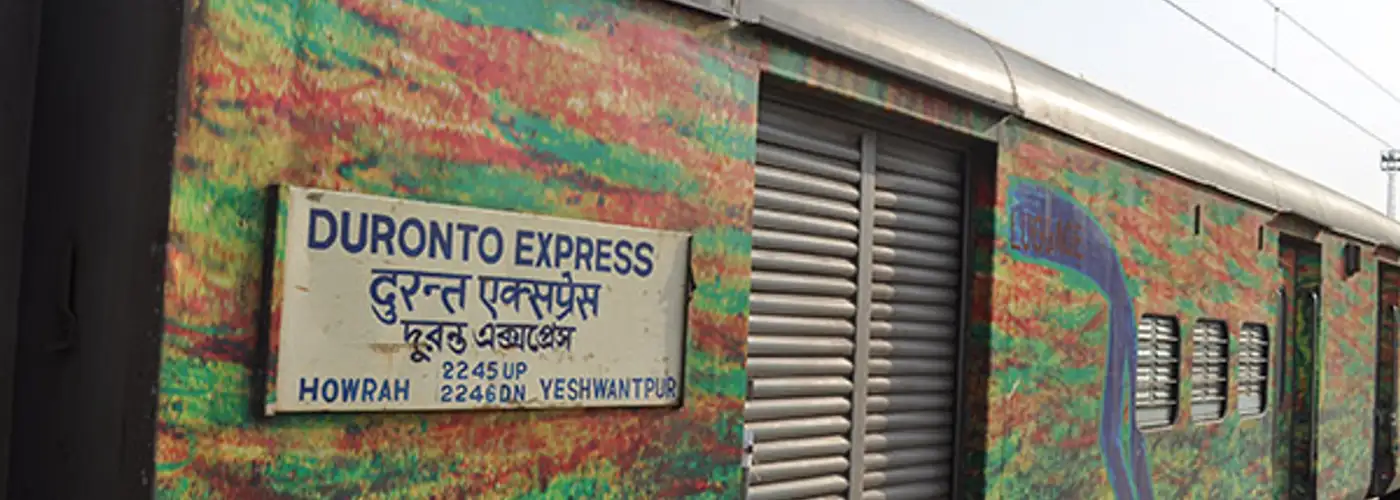 DURONTO EXPRESS
दुरन्त एक्सप्रेस
দুরন্ত এক্সপ্রেস
2245 UP
HOWRAH 2246 DN YESHWANTPUR
LUGGAGE